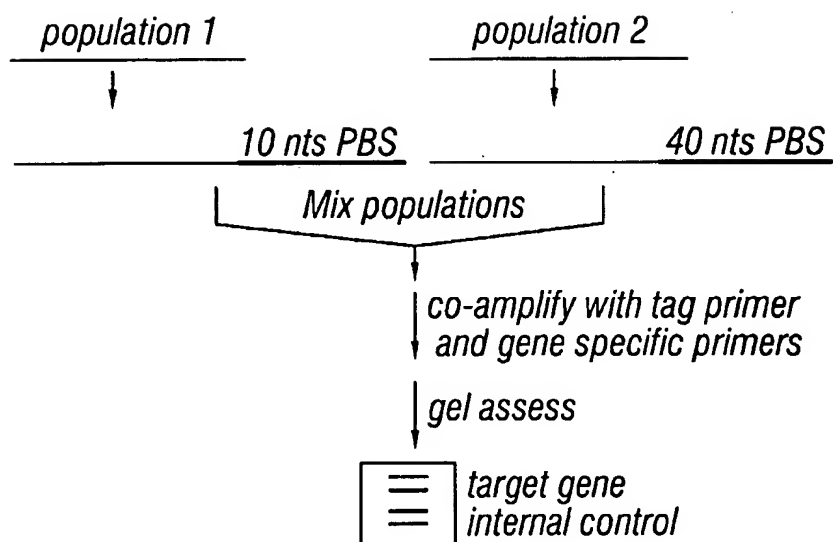 population 1
population 2
10 nts PBS
40 nts PBS
Mix populations
co-amplify with tag primer
and gene specific primers
gel assess
target gene
internal control